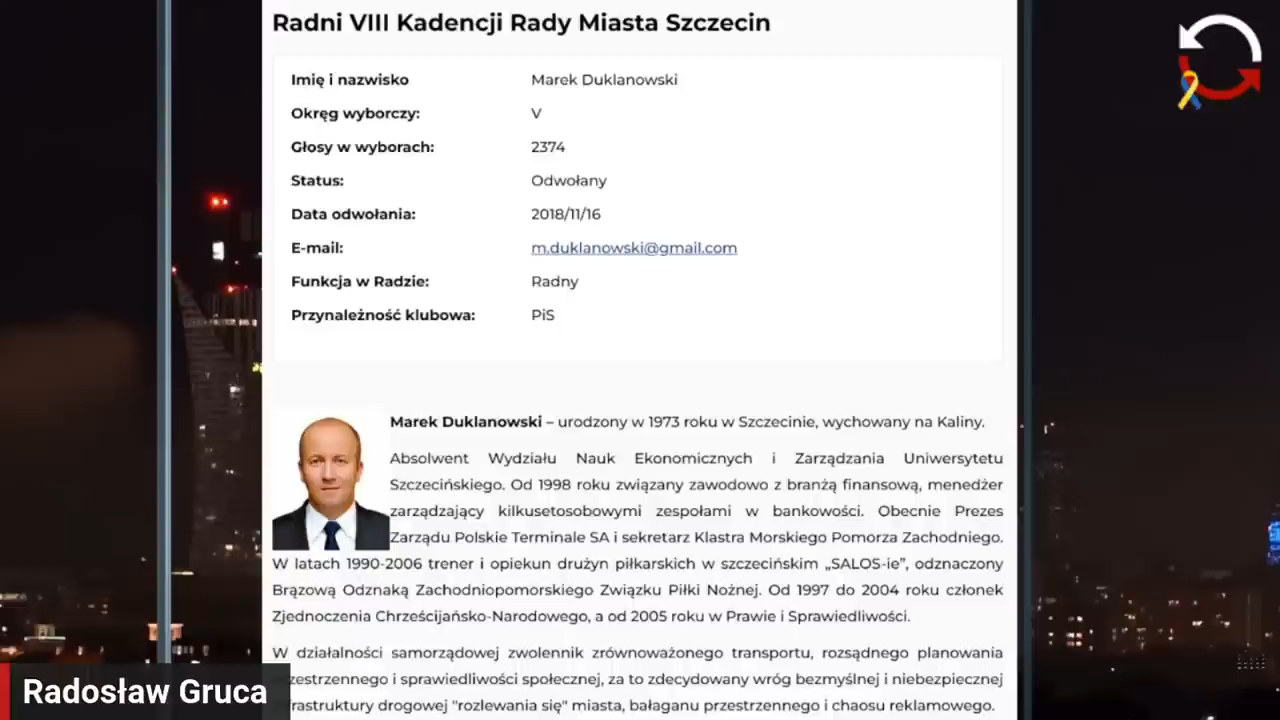 Radni VIII Kadencji Rady Miasta Szczecin
Imię i nazwisko Marek Duklanowski
Okręg wyborczy: V
Głosy w wyborach: 2374
Status: Odwołany
Data odwołania: 2018/11/16
E-mail: m.duklanowski@gmail.com
Funkcja w Radzie: Radny
Przynależność klubowa: PiS
Marek Duklanowski – urodzony w 1973 roku w Szczecinie, wychowany na Kaliny.
Absolwent Wydziału Nauk Ekonomicznych i Zarządzania Uniwersytetu
Szczecińskiego. Od 1998 roku związany zawodowo z branżą finansową, menedżer
zarządzający kilkusetosobowymi zespołami w bankowości. Obecnie Prezes
Zarządu Polskie Terminale SA i sekretarz Klastra Morskiego Pomorza Zachodniego.
W latach 1990-2006 trener i opiekun drużyn piłkarskich w szczecińskim „SALOS-ie”, odznaczony
Brązową Odznaką Zachodniopomorskiego Związku Piłki Nożnej. Od 1997 do 2004 roku członek
Zjednoczenia Chrześcijańsko-Narodowego, a od 2005 roku w Prawie i Sprawiedliwości.
W działalności samorządowej zwolennik zrównoważonego transportu, rozsądnego planowania
zestrzennego i sprawiedliwości społecznej, za to zdecydowany wróg bezmyślnej i niebezpiecznej
frastruktury drogowej "rozlewania się" miasta, bałaganu przestrzennego i chaosu reklamowego.
Radosław Gruca